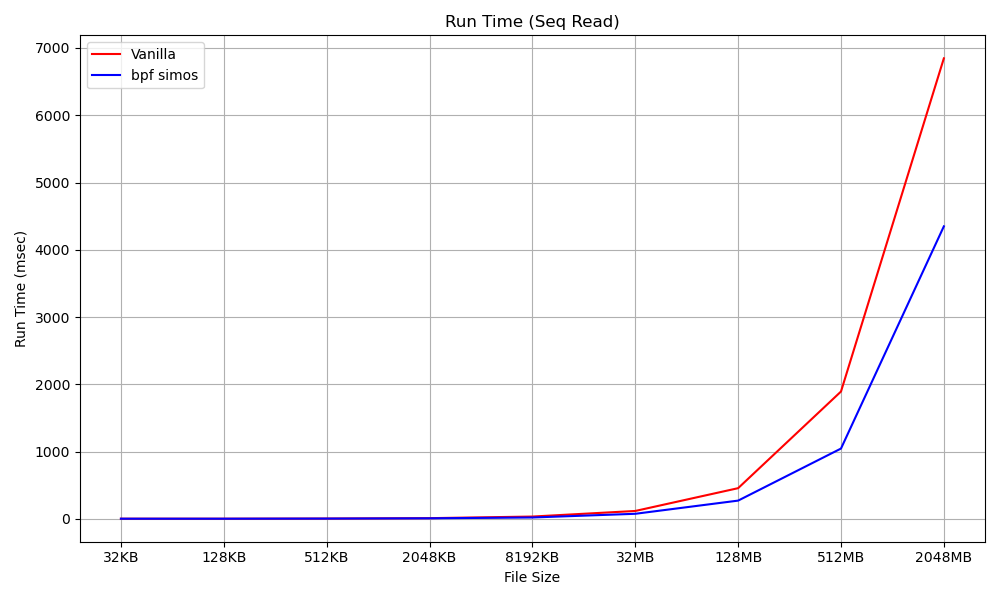 Run Time (Seq Read)
Vanilla
bpf simos
Run Time (msec)
7000
6000
5000
4000
3000
2000
1000
0
32KB 128KB 512KB 2048KB 8192KB 32MB 128MB 512MB 2048MB
File Size